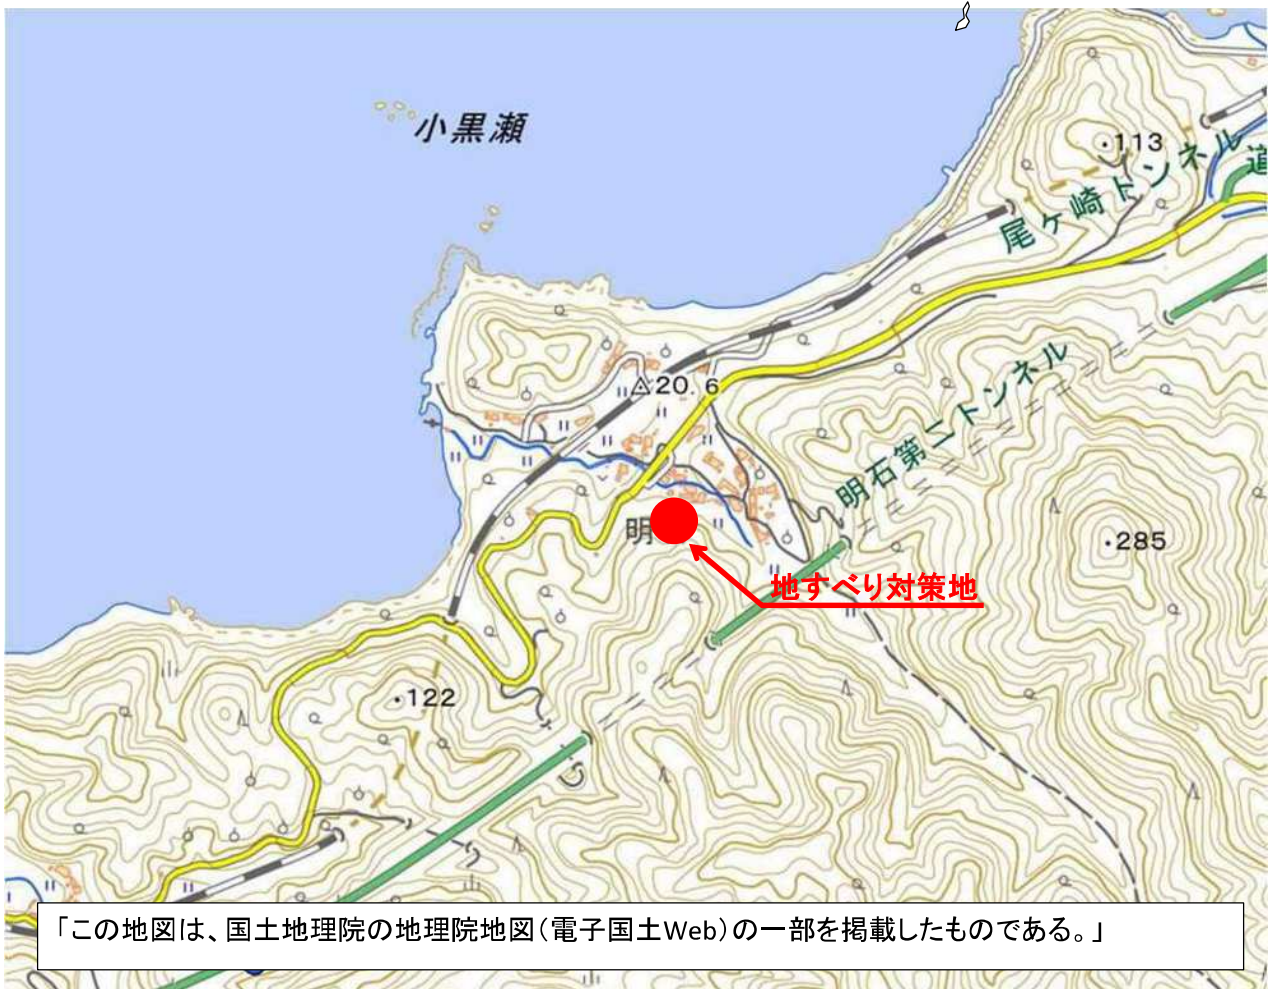 小黒瀬
113
尾ヶ崎トンネル
道
20.6
明石第二トンネル
明
285
地すべり対策地
122
「この地図は、国土地理院の地理院地図(電子国土Web)の一部を掲載したものである。」